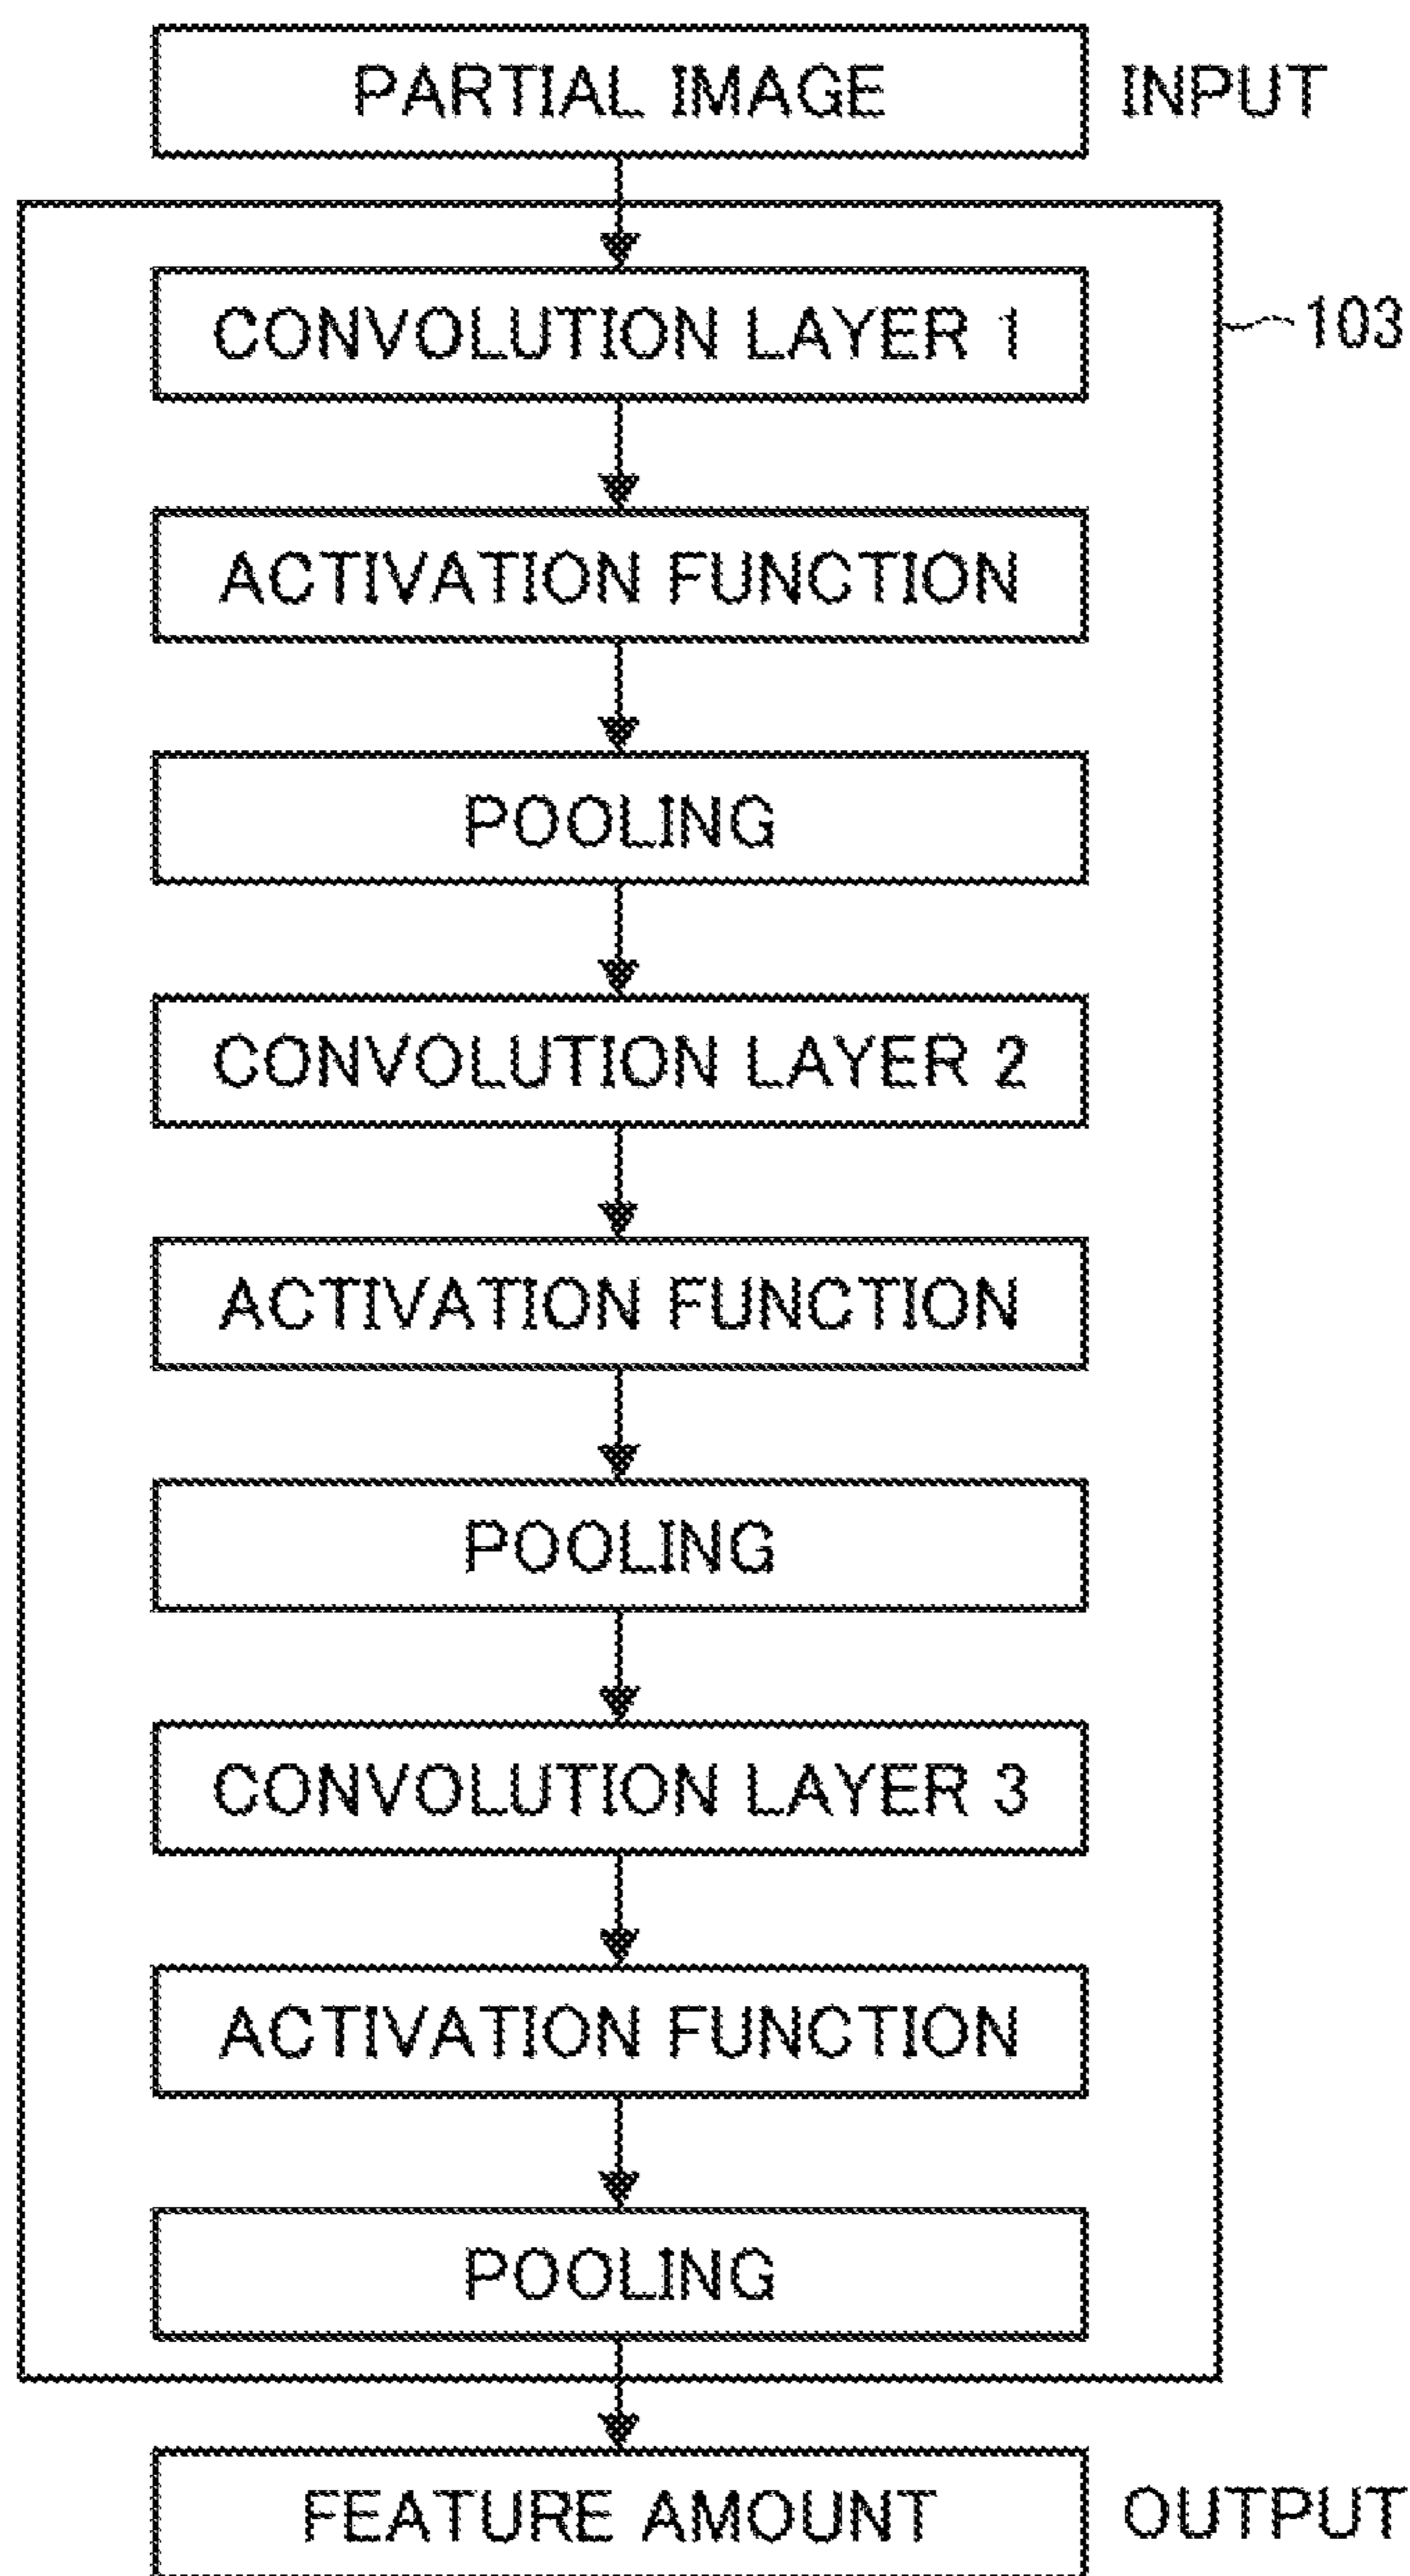 PARTIAL IMAGE INPUT
CONVOLUTION LAYER 1
103
ACTIVATION FUNCTION
POOLING
CONVOLUTION LAYER 2
ACTIVATION FUNCTION
POOLING
CONVOLUTION LAYER 3
ACTIVATION FUNCTION
POOLING
FEATURE AMOUNT OUTPUT